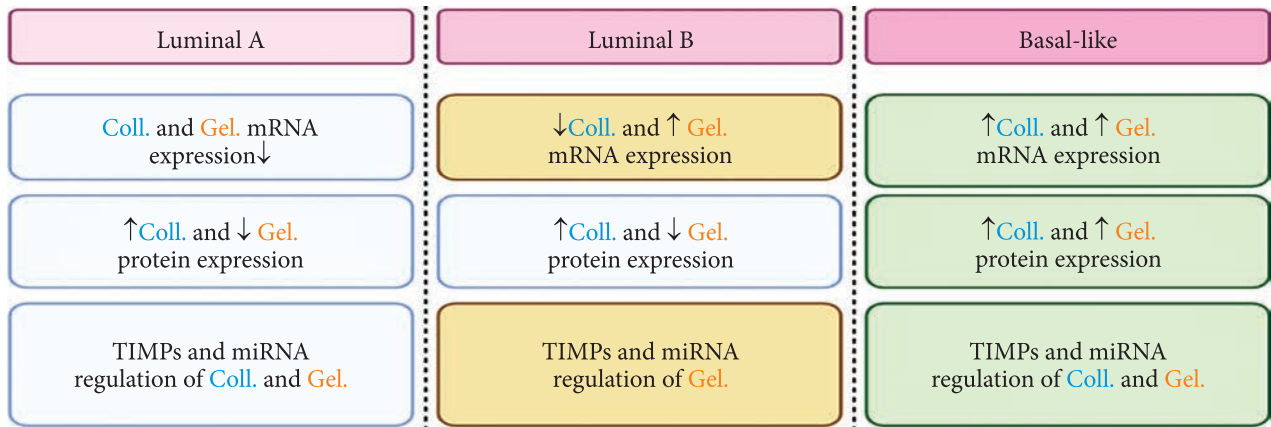 Luminal A
Luminal B
Basal-like
Coll. and Gel. mRNA
expression↓
↓Coll. and ↑ Gel.
mRNA expression
↑Coll. and ↑ Gel.
mRNA expression
↑Coll. and ↓ Gel.
protein expression
↑Coll. and ↓ Gel.
protein expression
↑Coll. and ↑ Gel.
protein expression
TIMPs and miRNA
regulation of Coll. and Gel.
TIMPs and miRNA
regulation of Gel.
TIMPs and miRNA
regulation of Coll. and Gel.